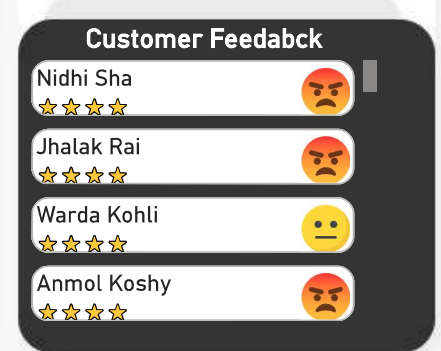 Customer Feedabck
Nidhi Sha
Jhalak Rai
Warda Kohli
Anmol Koshy